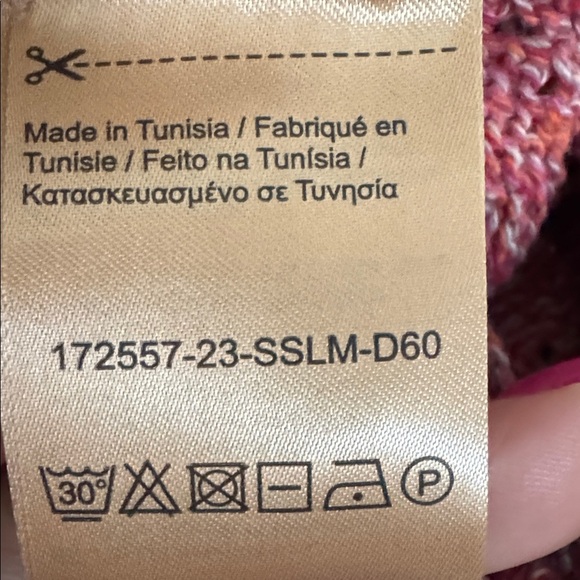 Made in Tunisia / Fabriqué en
Tunisie / Feito na Tunísia /
Κατασκευασμένο σε Τυνησία
172557-23-SSLM-D60
30°
P